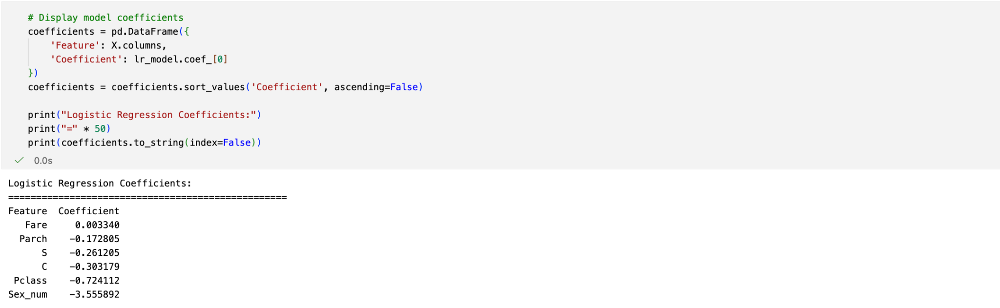 # Display model coefficients
coefficients = pd.DataFrame({
    'Feature': X.columns,
    'Coefficient': lr_model.coef_[0]
})
coefficients = coefficients.sort_values('Coefficient', ascending=False)
print("Logistic Regression Coefficients:")
print("=" * 50)
print(coefficients.to_string(index=False))
0.0s
Logistic Regression Coefficients:
==================================================
Feature  Coefficient
   Fare     0.003340
  Parch    -0.172805
      S    -0.261205
      C    -0.303179
 Pclass    -0.724112
Sex_num    -3.555892